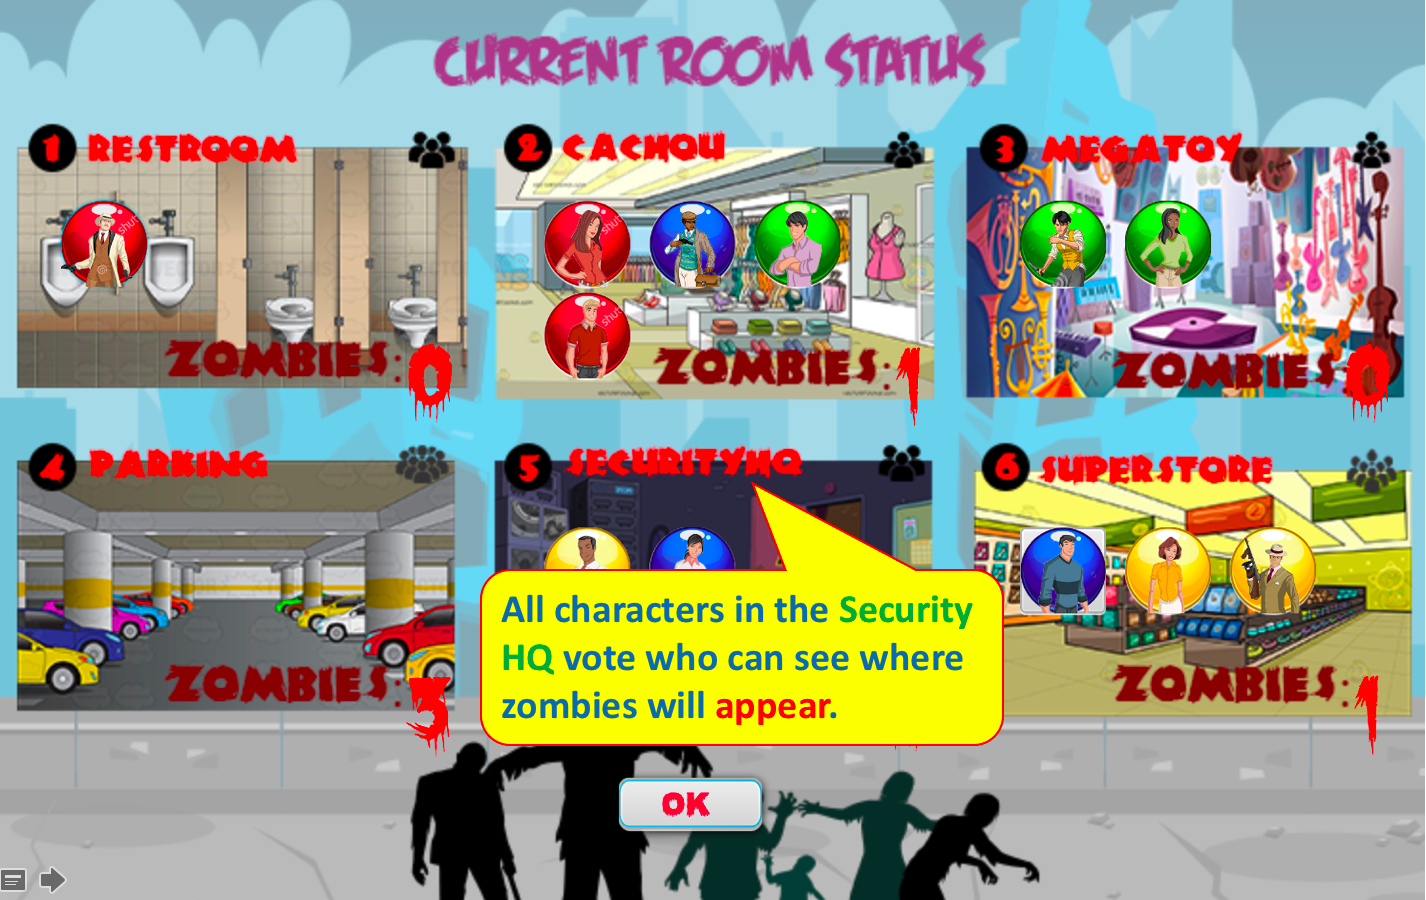 CURRENT ROOM STATUS
1 RESTROOM
2 CACHOU
3 MEGATOY
ZOMBIES: 0
ZOMBIES: 1
ZOMBIES: 0
4 PARKING
5 SECURITYHQ
6 SUPERSTORE
All characters in the Security
HQ vote who can see where
zombies will appear.
ZOMBIES: 3
ZOMBIES: 1
OK